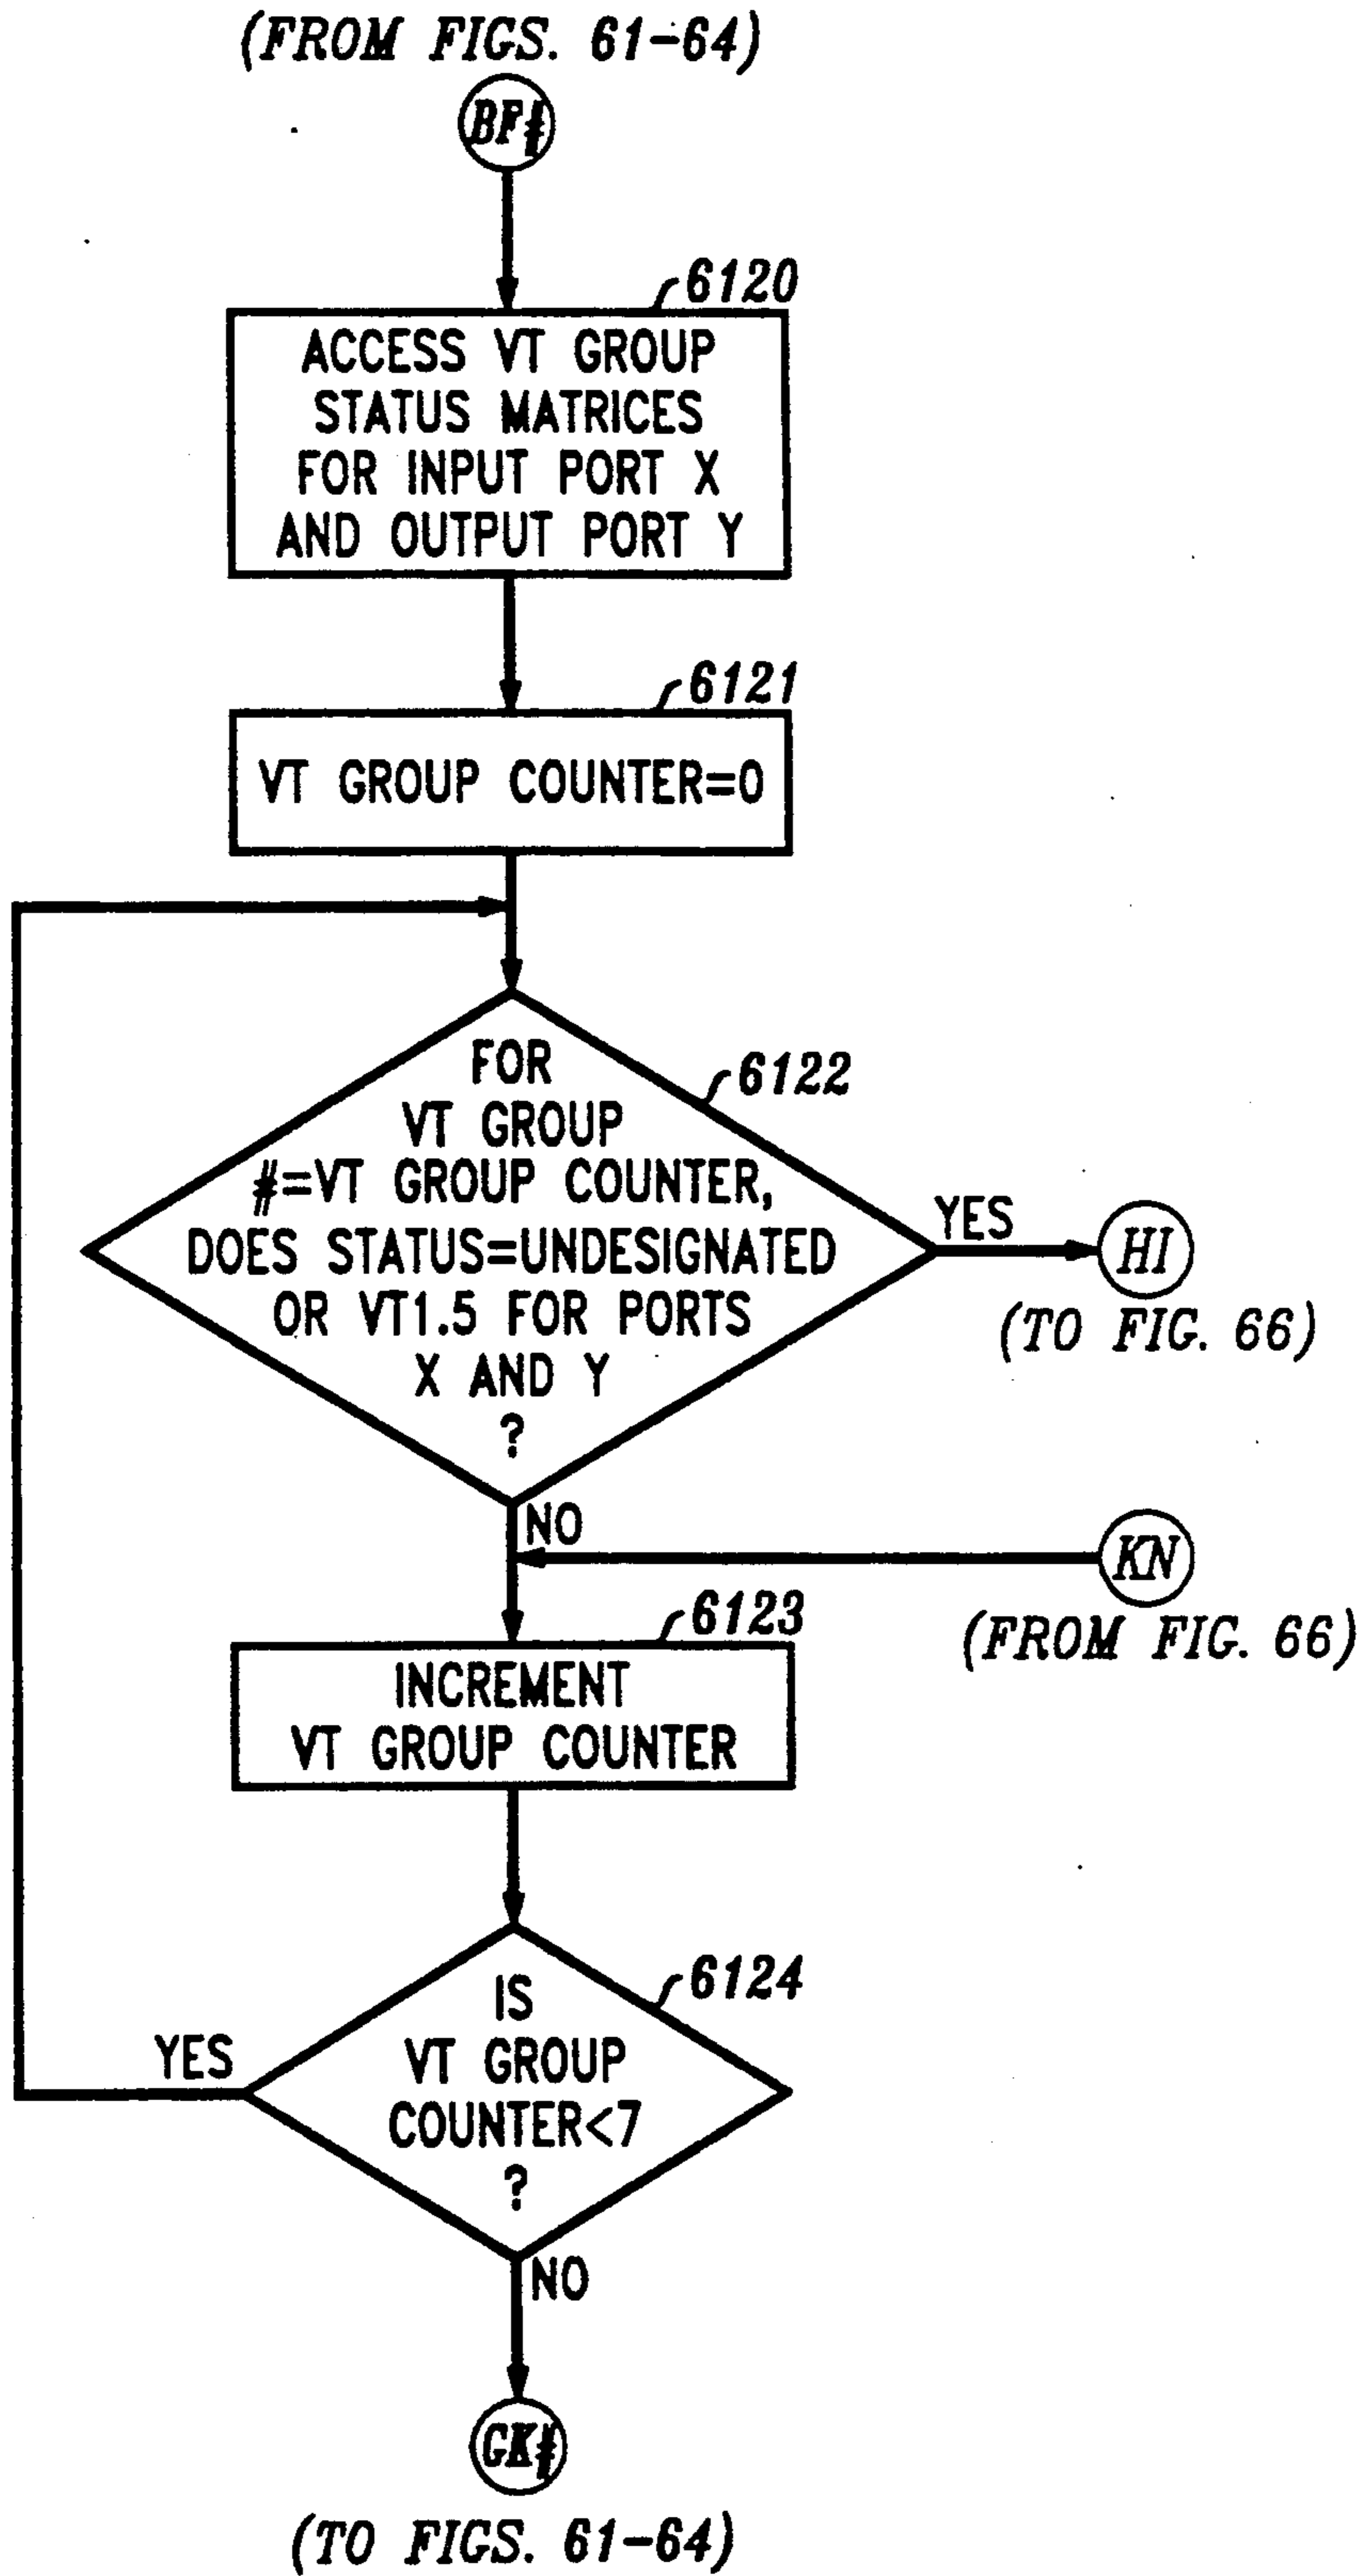 (FROM FIGS. 61-64)
BF#
6120
ACCESS VT GROUP
STATUS MATRICES
FOR INPUT PORT X
AND OUTPUT PORT Y
6121
VT GROUP COUNTER=0
FOR
6122
VT GROUP
#=VT GROUP COUNTER,
DOES STATUS=UNDESIGNATED
OR VT1.5 FOR PORTS
X AND Y
?
YES
HI
(TO FIG. 66)
NO
KN
(FROM FIG. 66)
6123
INCREMENT
VT GROUP COUNTER
6124
IS
VT GROUP
COUNTER<7
?
YES
NO
GK#
(TO FIGS. 61-64)